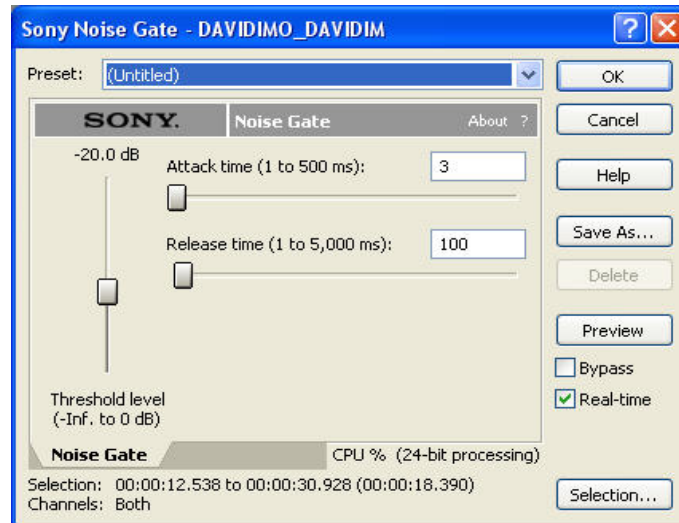 Sony Noise Gate - DAVIDIMO_DAVIDIM
Preset: (Untitled)
OK
SONY. Noise Gate About ?
Cancel
-20.0 dB
Attack time (1 to 500 ms): 3
Help
Release time (1 to 5,000 ms): 100
Save As...
Delete
Preview
Bypass
Threshold level
(-Inf. to 0 dB)
Real-time
Noise Gate CPU % (24-bit processing)
Selection: 00:00:12.538 to 00:00:30.928 (00:00:18.390)
Channels: Both
Selection...